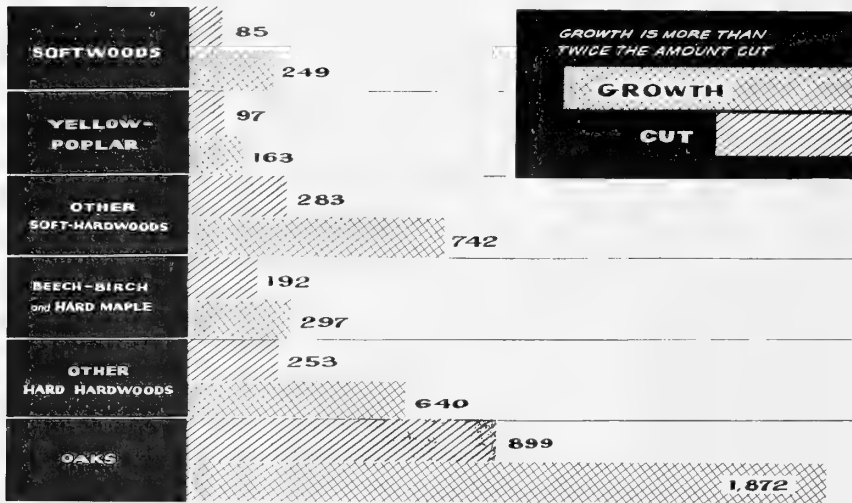 SOFTWOODS
85
249
YELLOW-
POPLAR
97
163
OTHER
SOFT-HARDWOODS
283
742
BEECH-BIRCH
and HARD MAPLE
192
297
OTHER
HARD HARDWOODS
253
640
OAKS
899
1,872
GROWTH IS MORE THAN
TWICE THE AMOUNT CUT
GROWTH
CUT